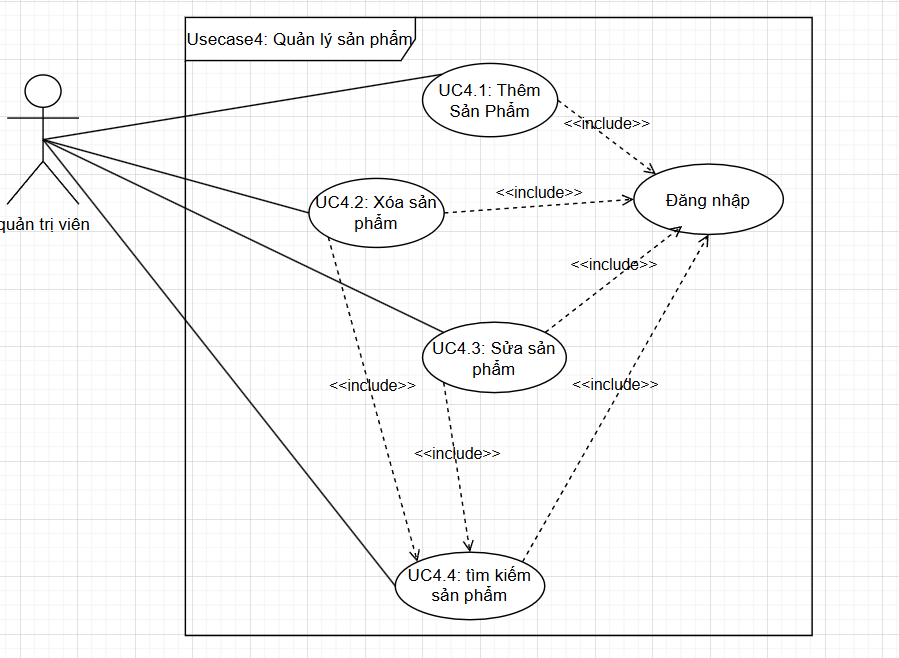 Usecase4: Quản lý sản phẩm
UC4.1: Thêm
Sản Phẩm
<<include>>
UC4.2: Xóa sản
phẩm
<<include>>
Đăng nhập
quản trị viên
<<include>>
UC4.3: Sửa sản
phẩm
<<include>>
<<include>>
<<include>>
UC4.4: tìm kiếm
sản phẩm